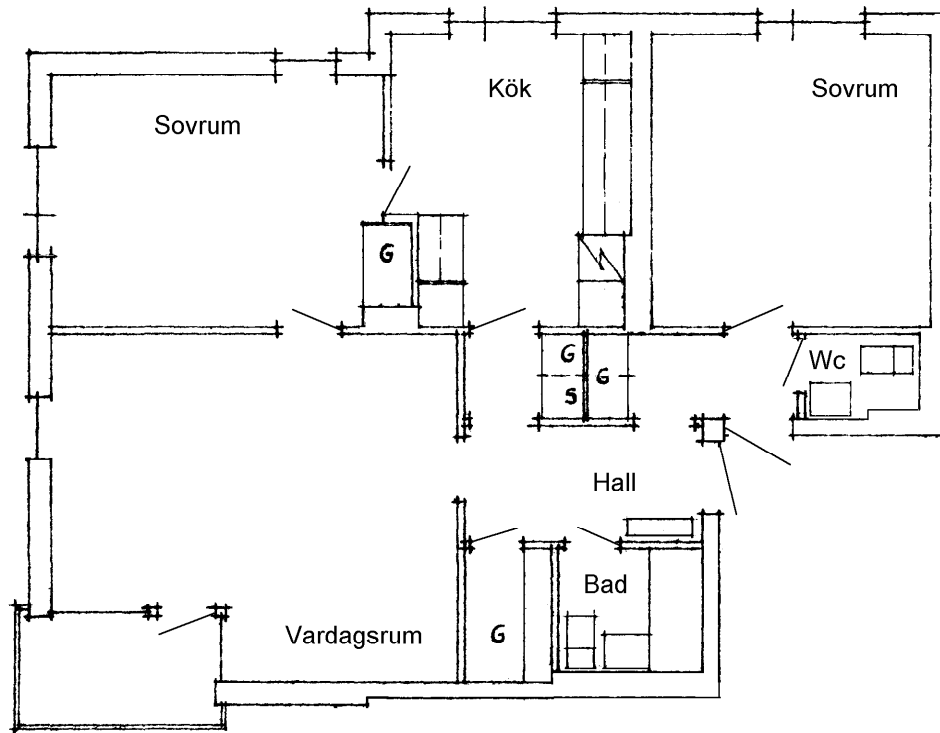 Kök
Sovrum
Sovrum
G
G
G
S
Wc
Hall
Bad
Vardagsrum
G